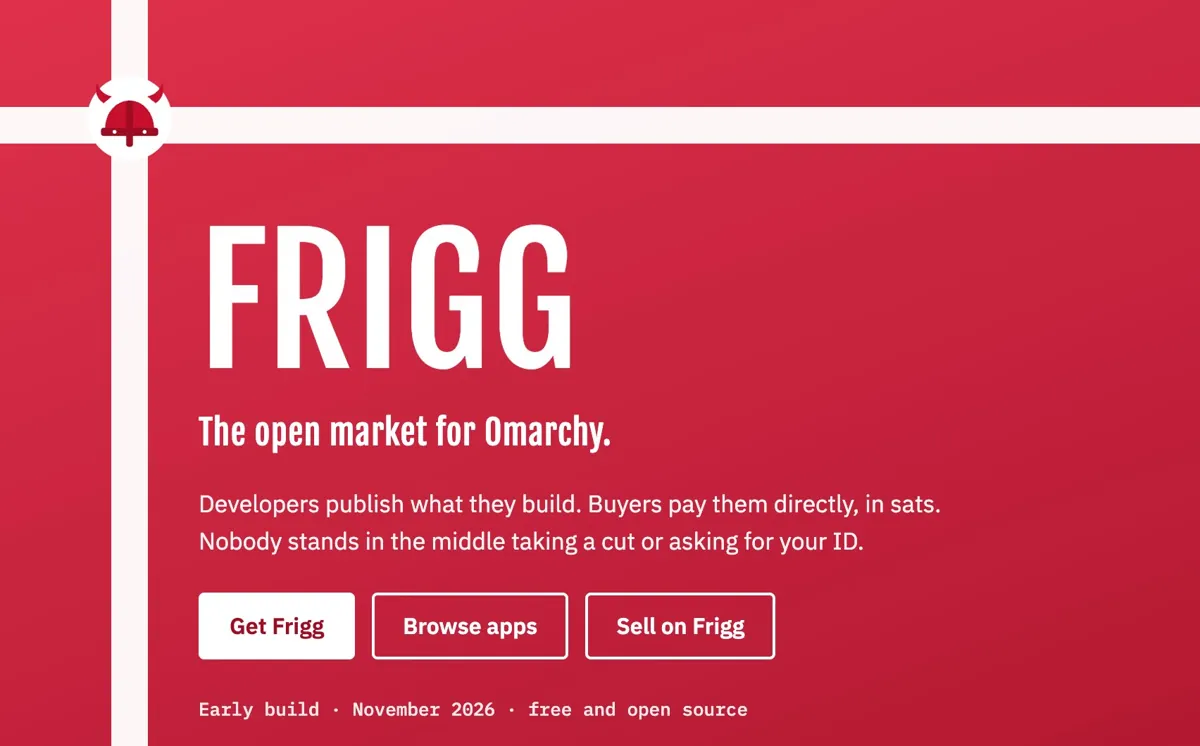 FRIGG
The open market for Omarchy.
Developers publish what they build. Buyers pay them directly, in sats.
Nobody stands in the middle taking a cut or asking for your ID.
Get Frigg
Browse apps
Sell on Frigg
Early build · November 2026 · free and open source